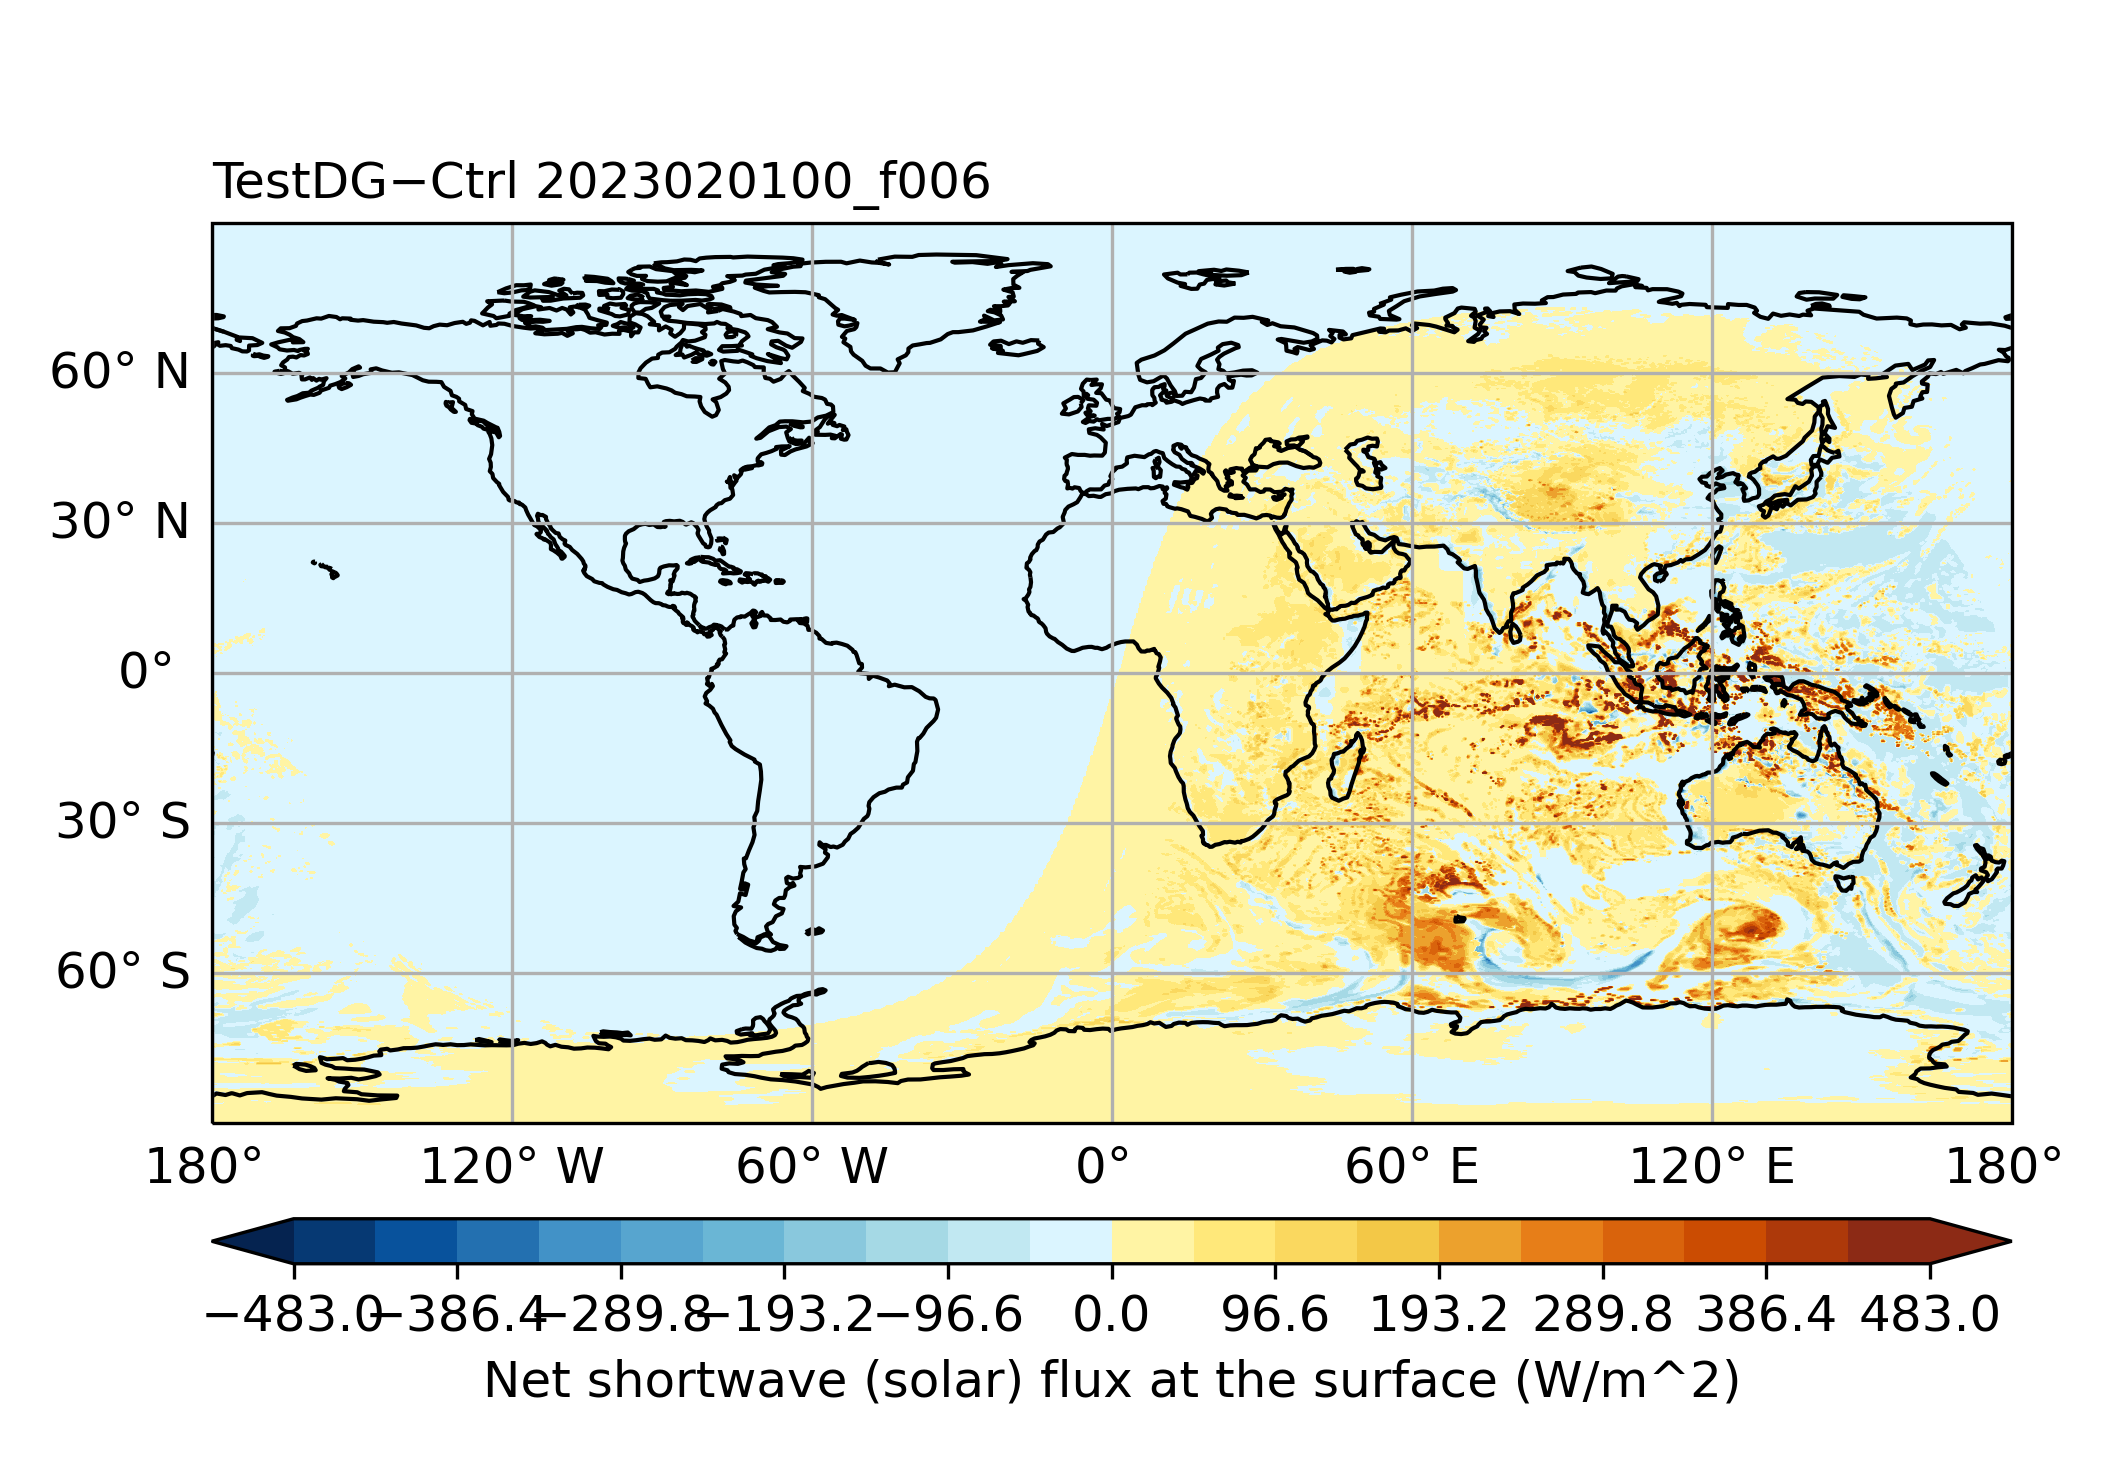 TestDG−Ctrl 2023020100_f006
60° N
30° N
0°
30° S
60° S
180° 120° W 60° W 0° 60° E 120° E 180°
−483.0 −386.4 −289.8 −193.2 −96.6 0.0 96.6 193.2 289.8 386.4 483.0
Net shortwave (solar) flux at the surface (W/m^2)